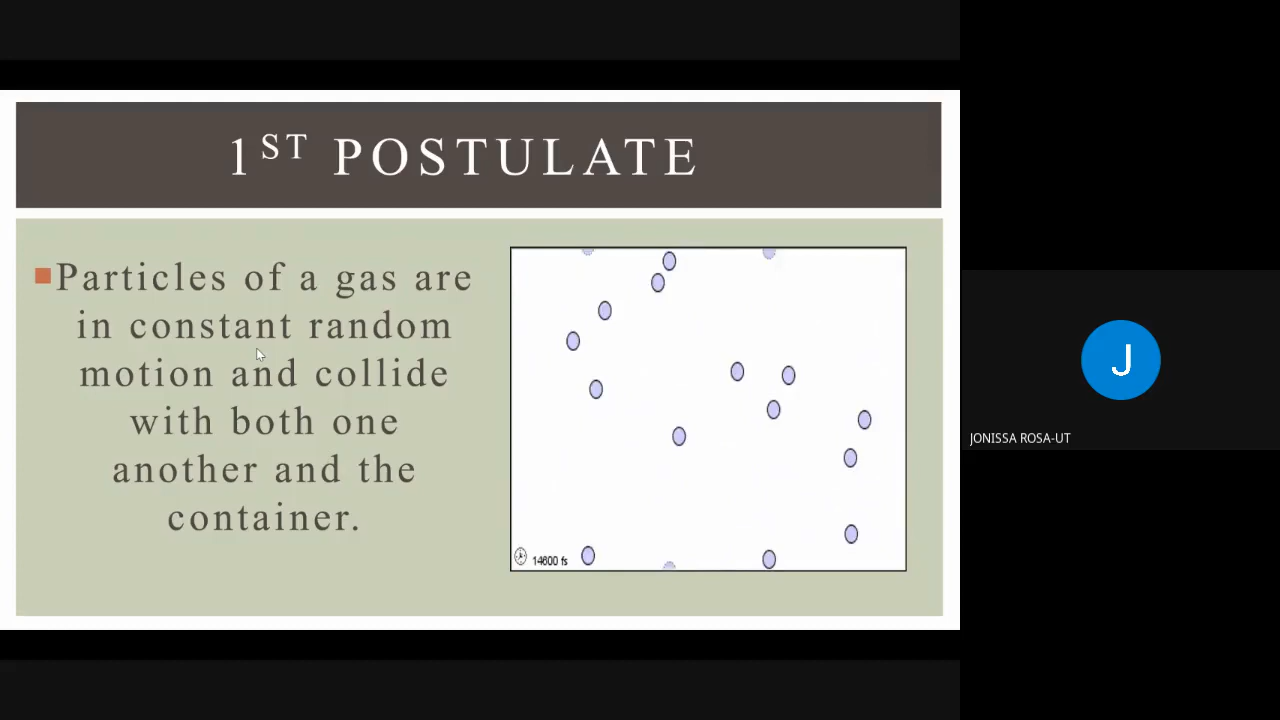 1ST POSTULATE
Particles of a gas are
in constant random
motion and collide
with both one
another and the
container.
14600 fs
J
JONISSA ROSA-UT